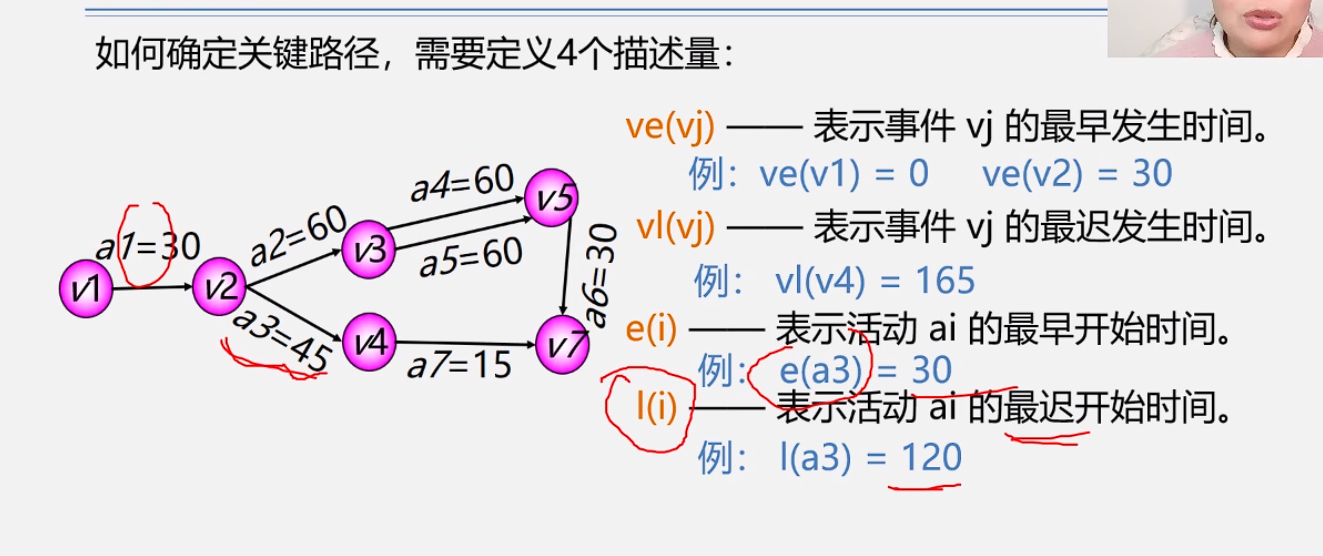 如何确定关键路径，需要定义4个描述量：
ve(vj) —— 表示事件 vj 的最早发生时间。
例：ve(v1) = 0 ve(v2) = 30
vl(vj) —— 表示事件 vj 的最迟发生时间。
例： vl(v4) = 165
e(i) —— 表示活动 ai 的最早开始时间。
例： e(a3) = 30
l(i) —— 表示活动 ai 的最迟开始时间。
例： l(a3) = 120
a4=60
v5
a2=60
a1=30
v3
a5=60
v1
v2
a6=30
a3=45
v4
v7
a7=15